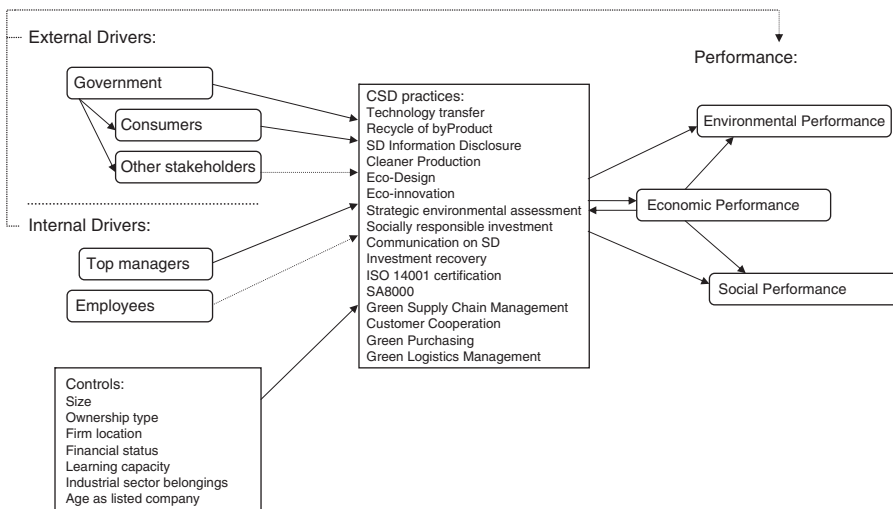 External Drivers:
Government
Consumers
Other stakeholders
Internal Drivers:
Top managers
Employees
Controls:
Size
Ownership type
Firm location
Financial status
Learning capacity
Industrial sector belongings
Age as listed company
CSD practices:
Technology transfer
Recycle of byProduct
SD Information Disclosure
Cleaner Production
Eco-Design
Eco-innovation
Strategic environmental assessment
Socially responsible investment
Communication on SD
Investment recovery
ISO 14001 certification
SA8000
Green Supply Chain Management
Customer Cooperation
Green Purchasing
Green Logistics Management
Performance:
Environmental Performance
Economic Performance
Social Performance